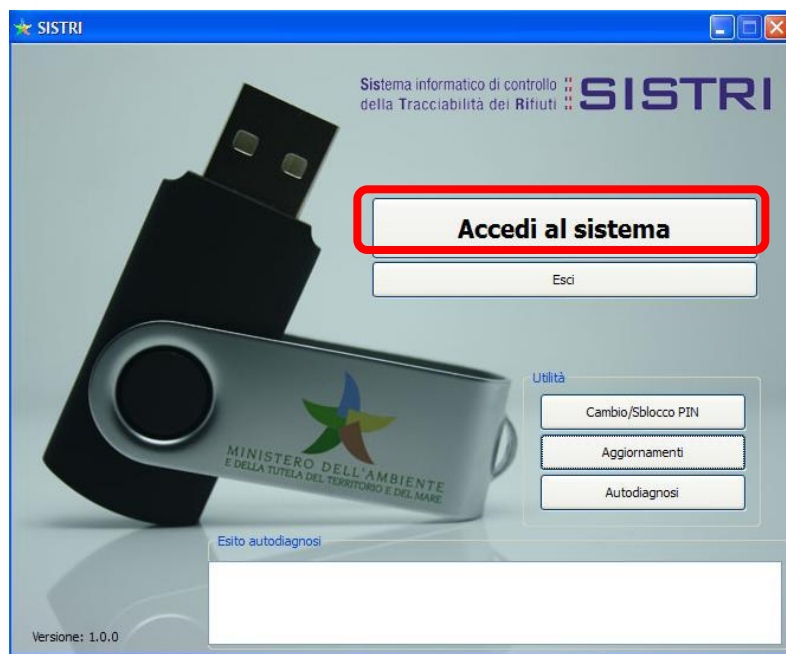 SISTRI
Sistema informatico di controllo
della Tracciabilità dei Rifiuti
SISTRI
Accedi al sistema
Esci
Utilità
Cambio/Sblocco PIN
Aggiornamenti
Autodiagnosi
MINISTERO DELL'AMBIENTE
E DELLA TUTELA DEL TERRITORIO E DEL MARE
Esito autodiagnosi
Versione: 1.0.0